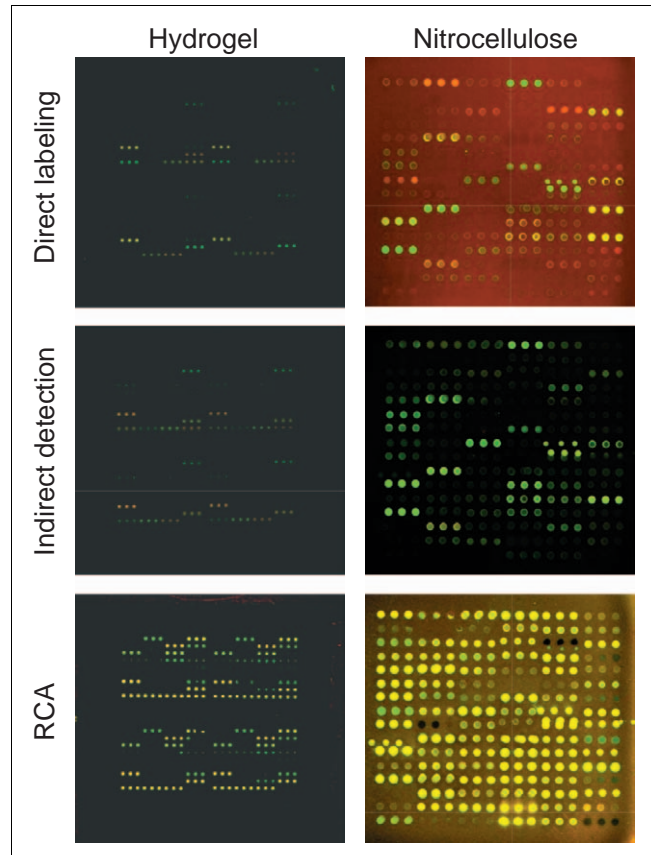 Hydrogel
Nitrocellulose
Direct labeling
Indirect detection
RCA